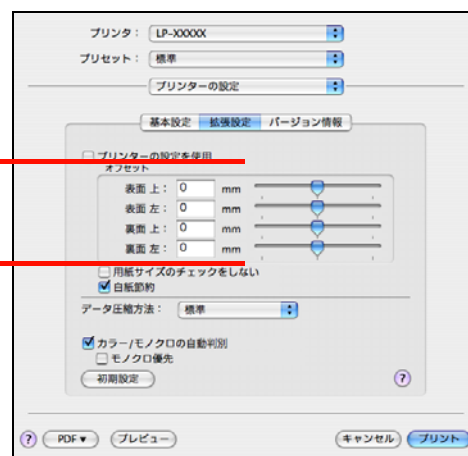 プリンタ： LP-XXXXX
プリセット： 標準
プリンターの設定
基本設定 拡張設定 バージョン情報
プリンターの設定を使用
オフセット
表面 上： 0 mm
表面 左： 0 mm
裏面 上： 0 mm
裏面 左： 0 mm
用紙サイズのチェックをしない
白紙節約
データ圧縮方法： 標準
カラー/モノクロの自動判別
モノクロ優先
初期設定 ?
? PDF▼ プレビュー キャンセル プリント